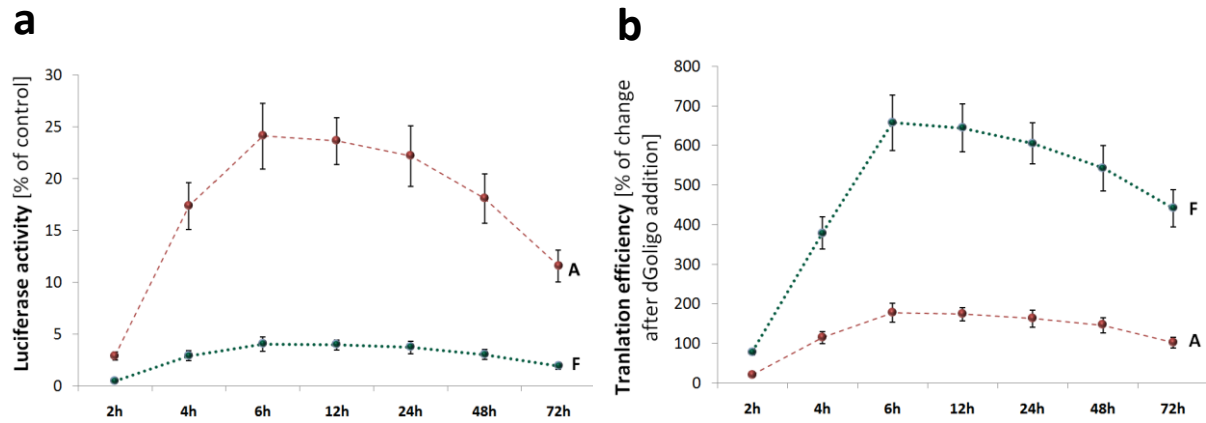 a
Luciferase activity [% of control]
30
25
20
15
10
5
0
A
F
2h 4h 6h 12h 24h 48h 72h
b
Tranlation efficiency [% of change
after dGoligo addition]
800
700
600
500
400
300
200
100
0
F
A
2h 4h 6h 12h 24h 48h 72h